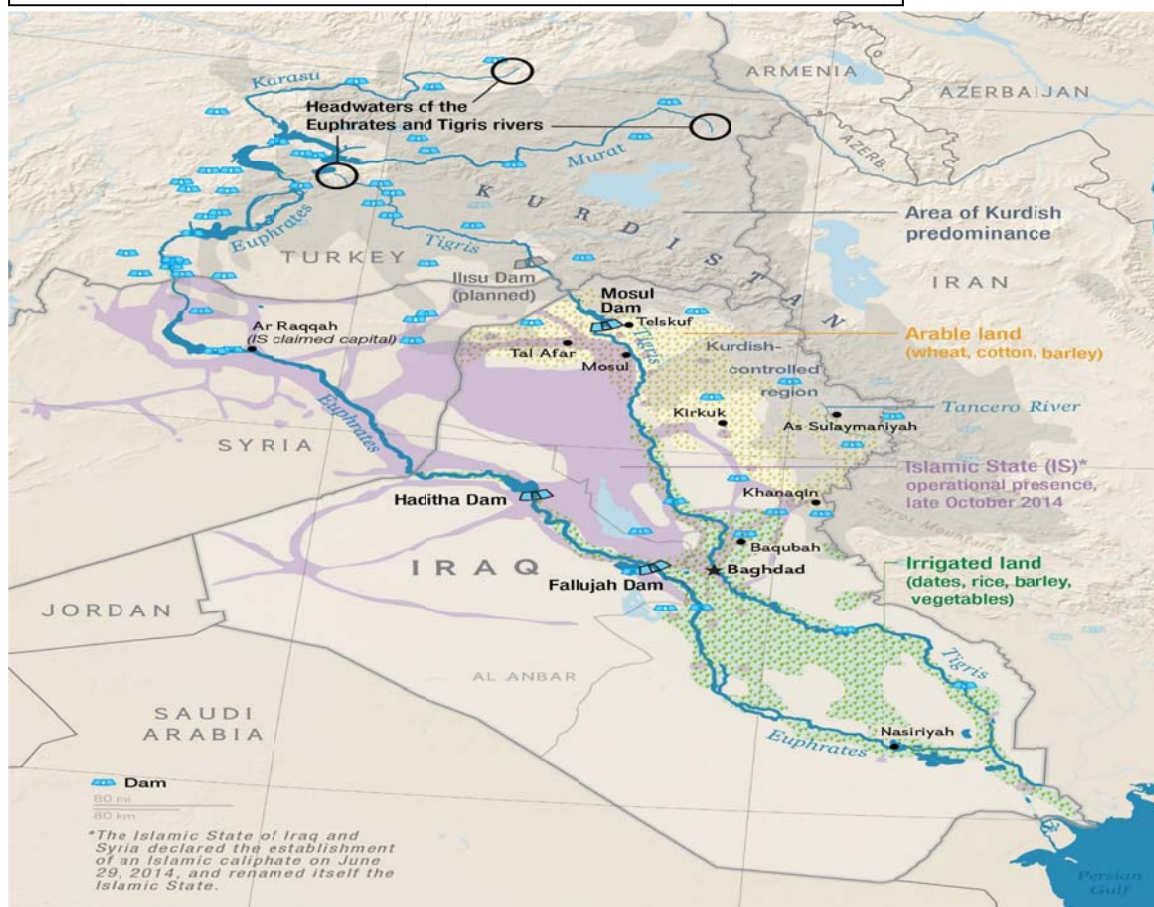 ARMENIA
AZERBAIJAN
Karasu
Headwaters of the
Euphrates and Tigris rivers
AZERB.
Murat
KURDISTAN
Area of Kurdish
predominance
Euphrates
TURKEY
Tigris
IRAN
Ilısu Dam
(planned)
Mosul
Dam
Telskuf
Ar Raqqah
(IS claimed capital)
Tigris
Arable land
(wheat, cotton, barley)
Tal Afar
Mosul
Kurdish-
controlled
region
Tancero River
Kirkuk
As Sulaymariyah
Euphrates
SYRIA
Islamic State (IS)*
operational presence,
late October 2014
Haditha Dam
Khanaqin
Zagros Mountains
Baqubah
IRAQ
Baghdad
Irrigated land
(dates, rice, barley,
vegetables)
Fallujah Dam
JORDAN
AL ANBAR
Tigris
SAUDI
ARABIA
Euphrates
Nasiriyah
Dam
80 mi
80 km
*The Islamic State of Iraq and
Syria declared the establishment
of an Islamic caliphate on June
29, 2014, and renamed itself the
Islamic State.
Persian
Gulf